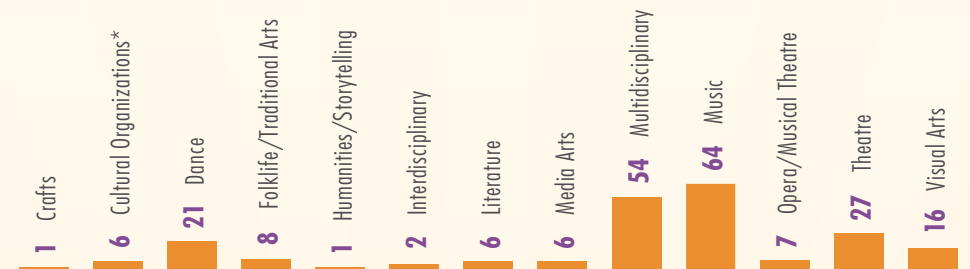 1 Crafts
6 Cultural Organizations*
21 Dance
8 Folklife/Traditional Arts
1 Humanities/Storytelling
2 Interdisciplinary
6 Literature
6 Media Arts
54 Multidisciplinary
64 Music
7 Opera/Musical Theatre
27 Theatre
16 Visual Arts